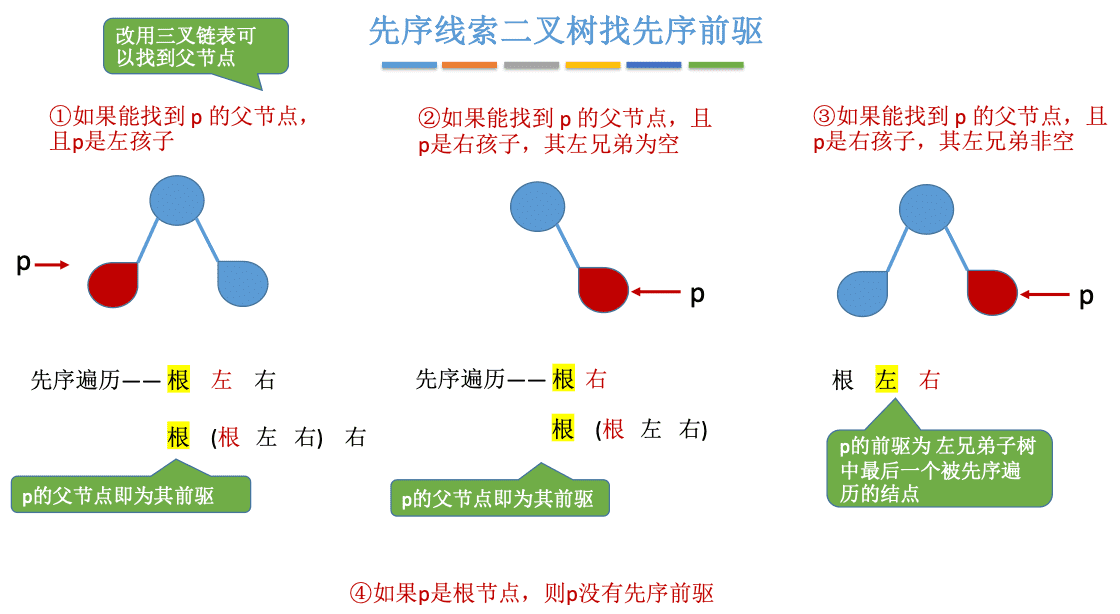 先序线索二叉树找先序前驱
改用三叉链表可
以找到父节点
①如果能找到 p 的父节点，
且p是左孩子
p
先序遍历—— 根 左 右
根 (根 左 右) 右
p的父节点即为其前驱
②如果能找到 p 的父节点，且
p是右孩子，其左兄弟为空
p
先序遍历—— 根 右
根 (根 左 右)
p的父节点即为其前驱
③如果能找到 p 的父节点，且
p是右孩子，其左兄弟非空
p
根 左 右
p的前驱为 左兄弟子树
中最后一个被先序遍
历的结点
④如果p是根节点，则p没有先序前驱